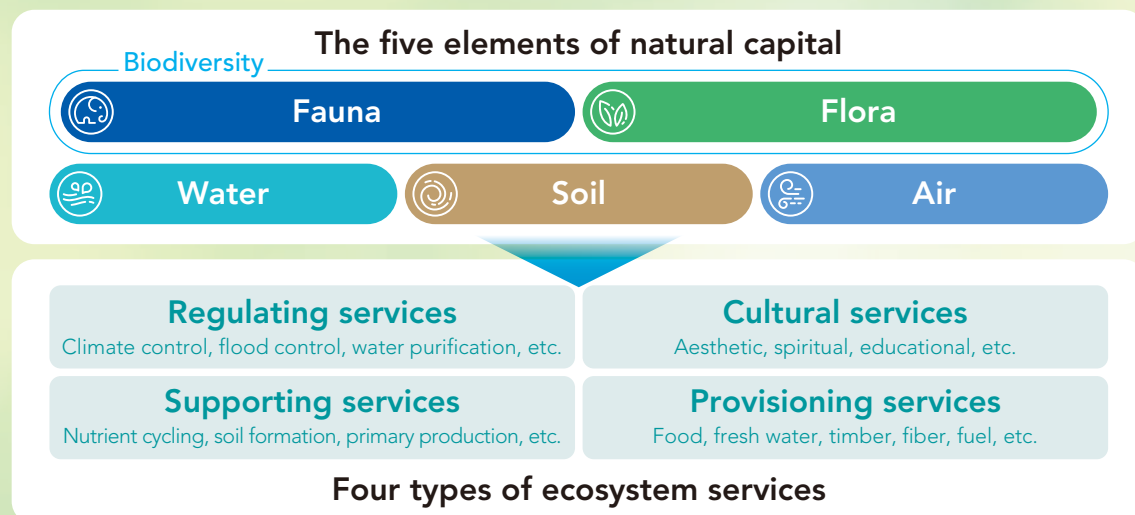 The five elements of natural capital
Biodiversity
Fauna
Flora
Water
Soil
Air
Regulating services
Climate control, flood control, water purification, etc.
Cultural services
Aesthetic, spiritual, educational, etc.
Supporting services
Nutrient cycling, soil formation, primary production, etc.
Provisioning services
Food, fresh water, timber, fiber, fuel, etc.
Four types of ecosystem services